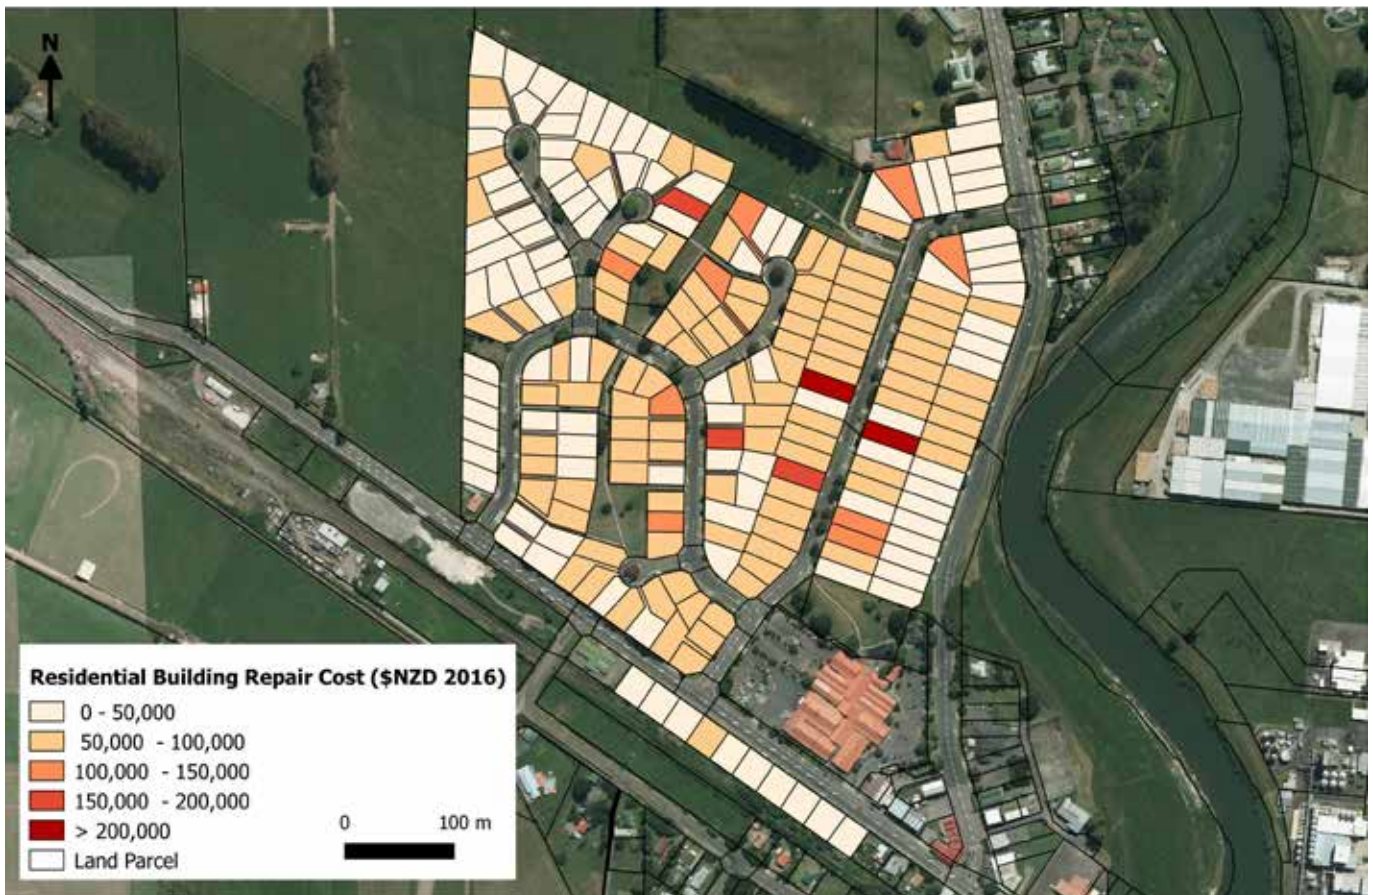 N
Residential Building Repair Cost ($NZD 2016)
0 - 50,000
50,000 - 100,000
100,000 - 150,000
150,000 - 200,000
> 200,000
Land Parcel
0 100 m